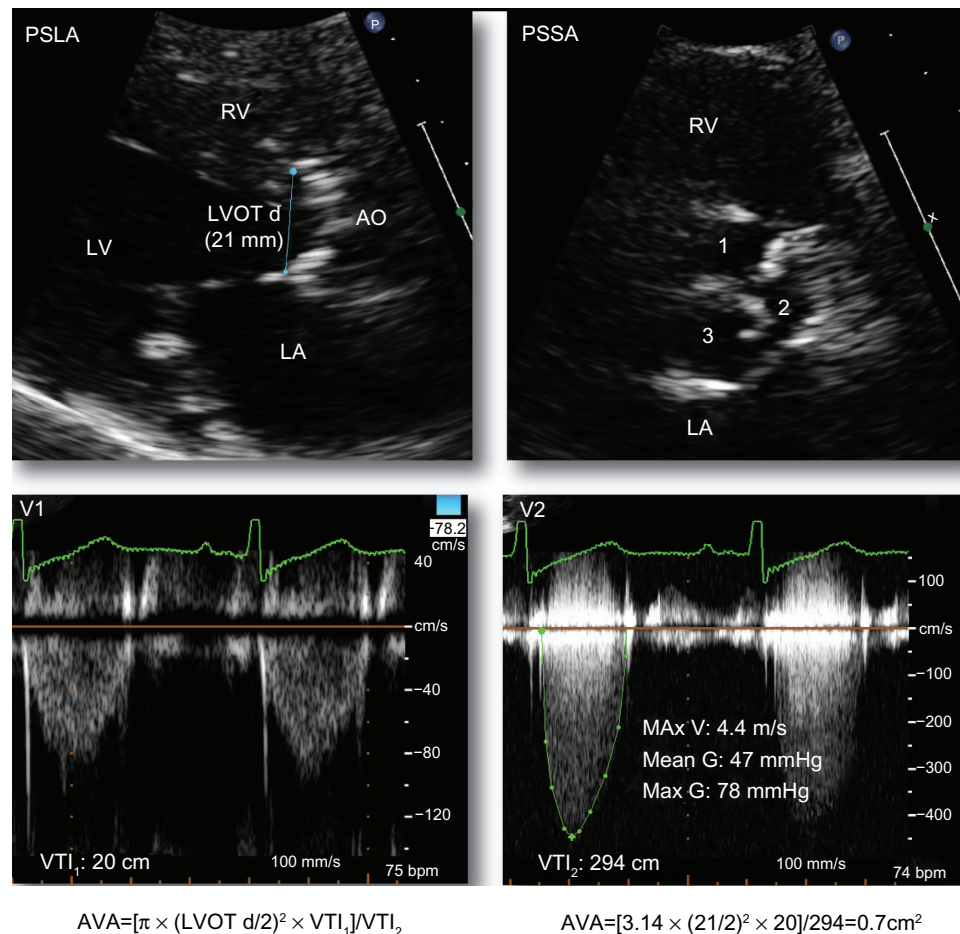 PSLA
P
RV
LVOT d
(21 mm)
AO
LV
LA
PSSA
P
RV
x
1
2
3
LA
V1
-78.2
cm/s
40
cm/s
−40
−80
−120
VTI₁: 20 cm
100 mm/s
75 bpm
V2
100
cm/s
−100
−200
−300
−400
MAx V: 4.4 m/s
Mean G: 47 mmHg
Max G: 78 mmHg
VTI₂: 294 cm
100 mm/s
74 bpm
AVA=[π × (LVOT d/2)² × VTI₁]/VTI₂
AVA=[3.14 × (21/2)² × 20]/294=0.7cm²